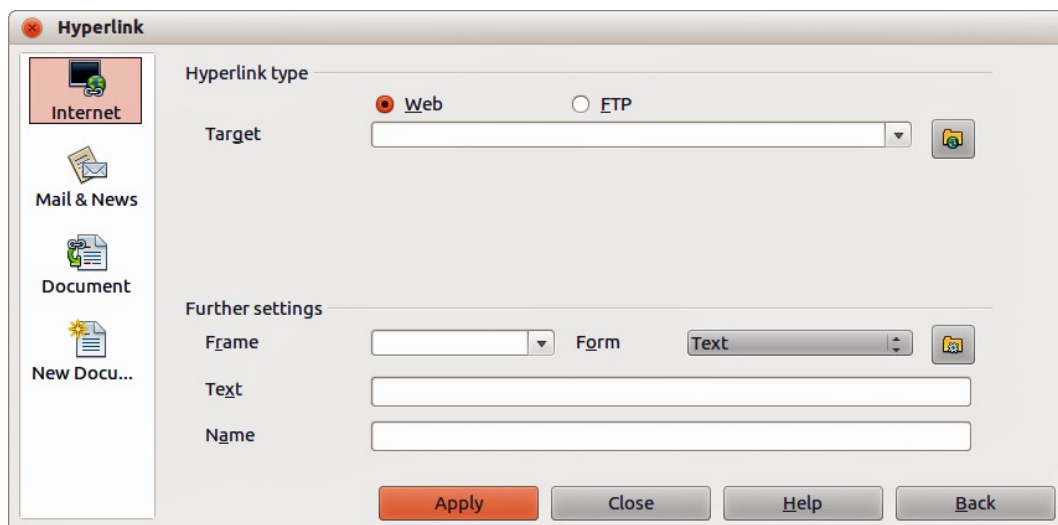 Hyperlink
Internet
Mail & News
Document
New Docu...
Hyperlink type
Web FTP
Target
Further settings
Frame Form Text
Text
Name
Apply Close Help Back